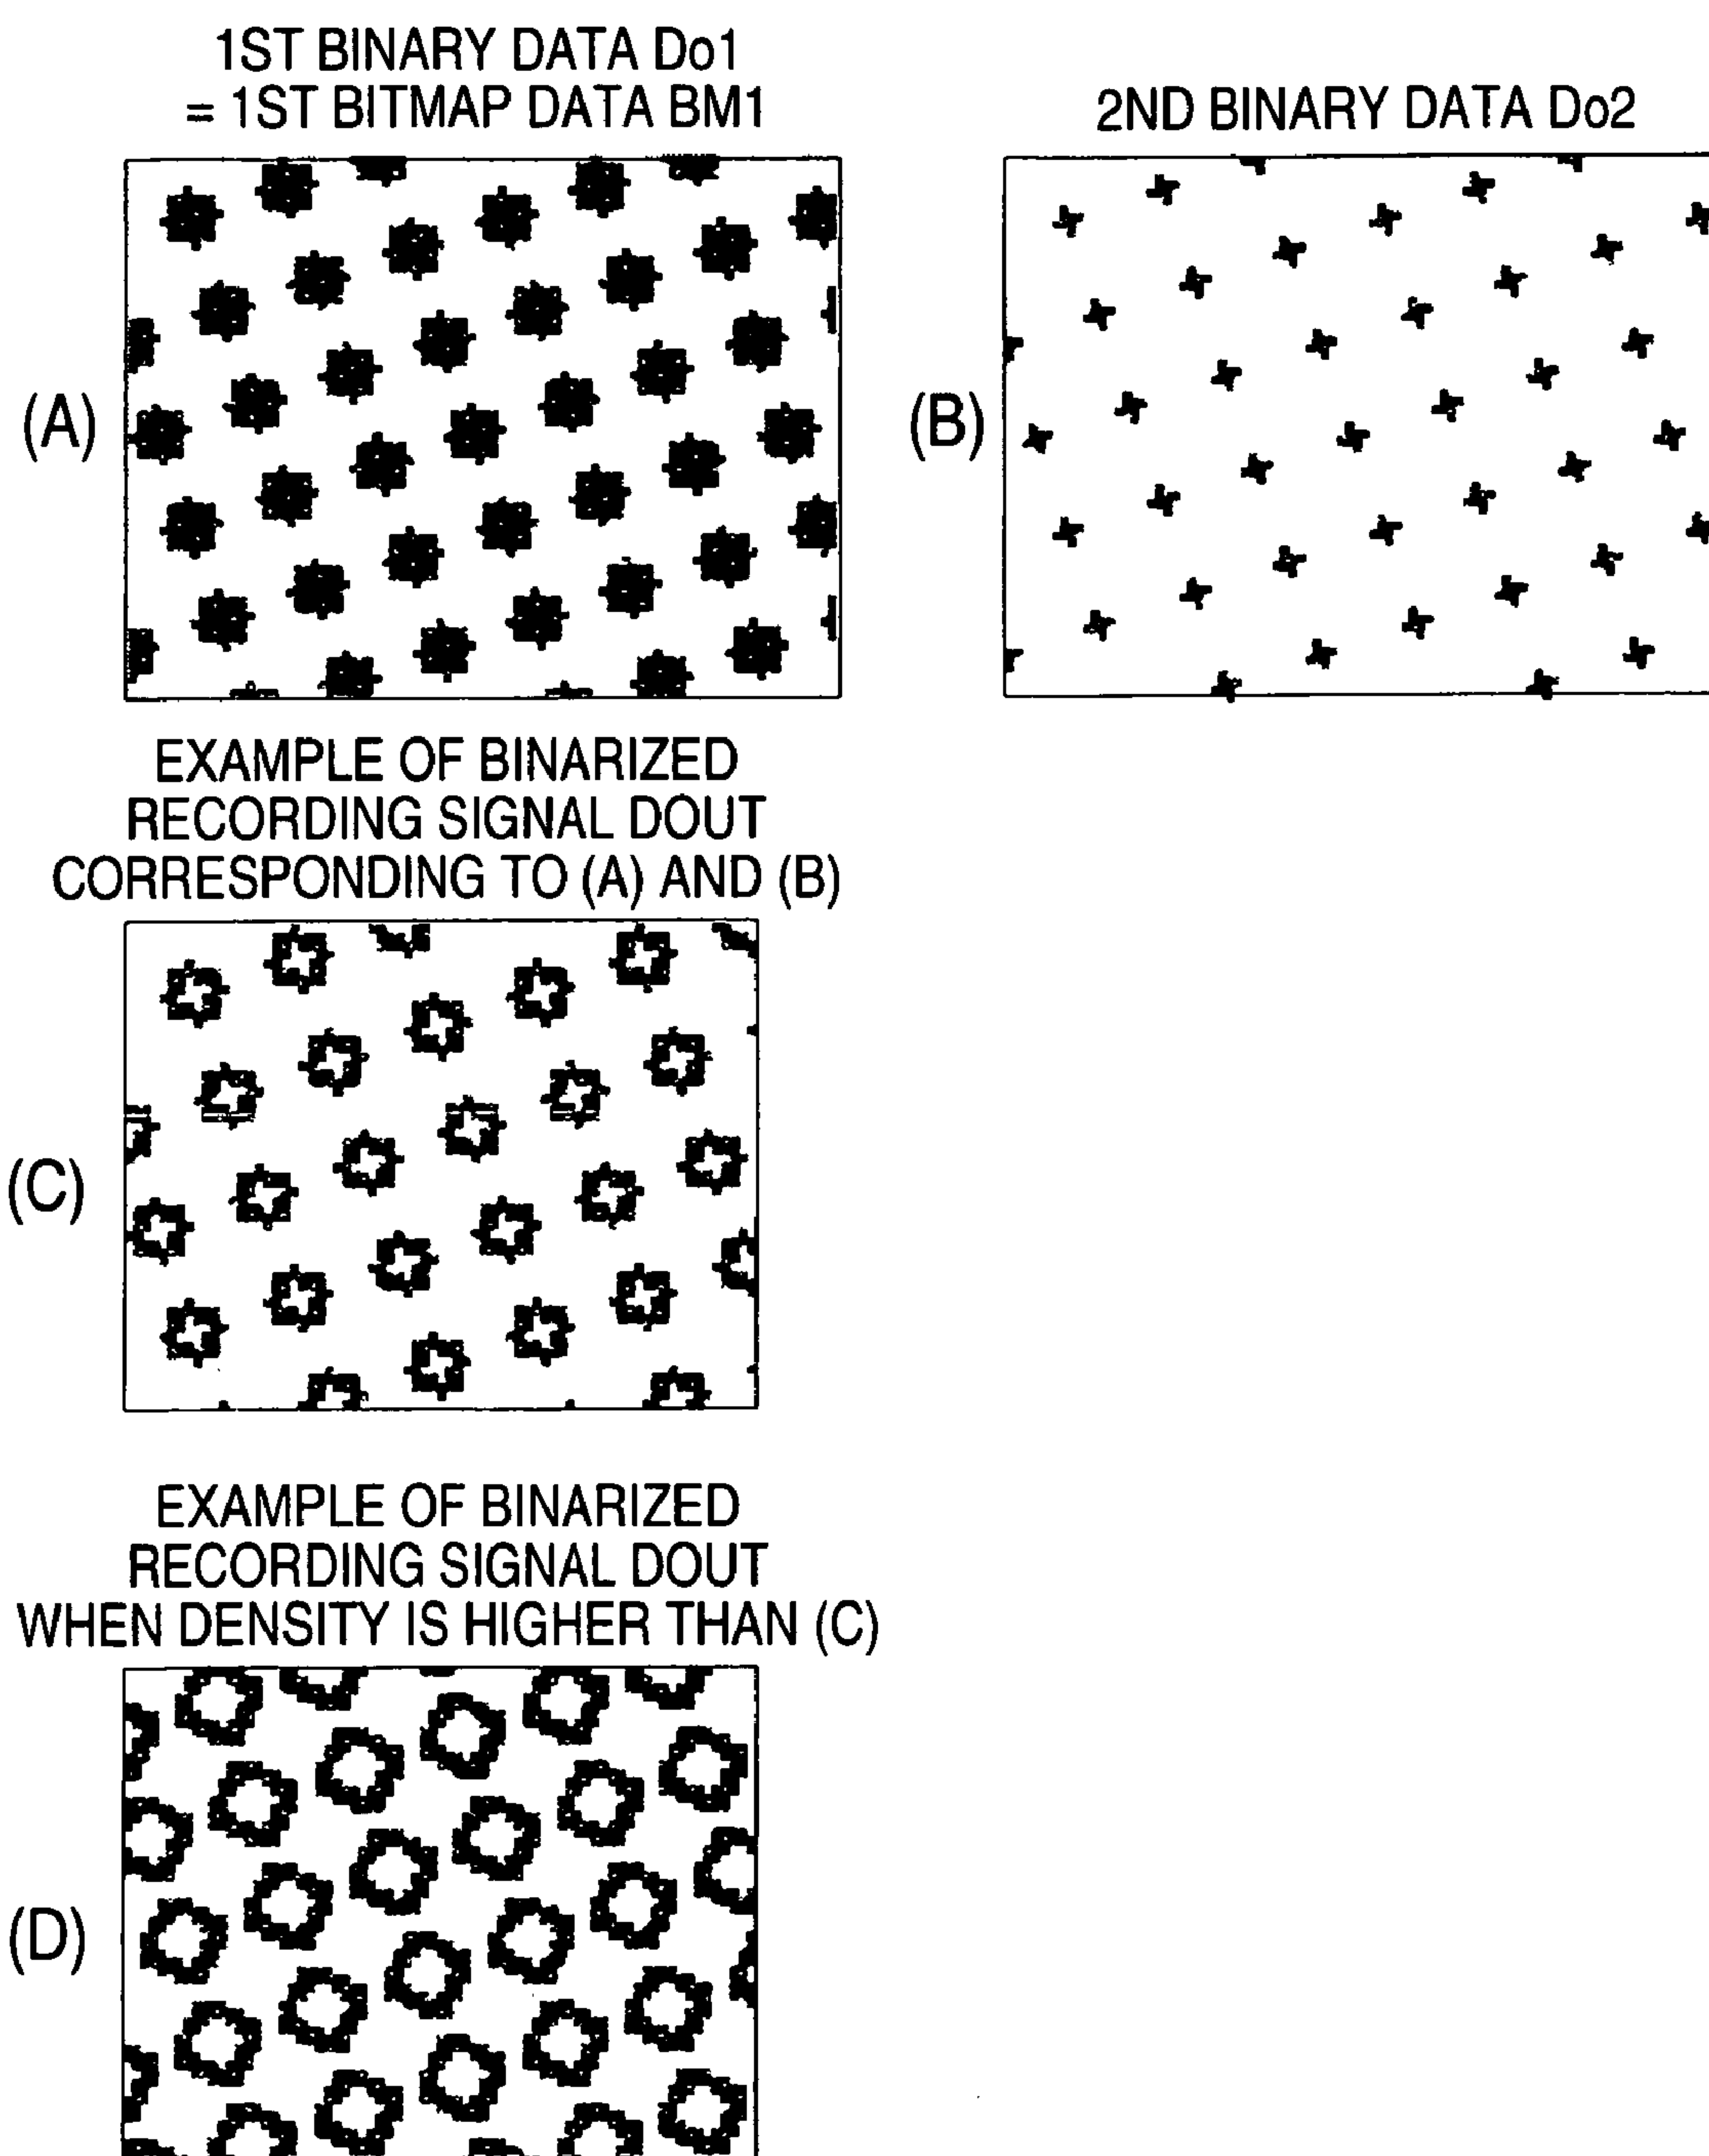 1ST BINARY DATA Do1
= 1ST BITMAP DATA BM1
2ND BINARY DATA Do2
(A)
(B)
EXAMPLE OF BINARIZED
RECORDING SIGNAL DOUT
CORRESPONDING TO (A) AND (B)
(C)
EXAMPLE OF BINARIZED
RECORDING SIGNAL DOUT
WHEN DENSITY IS HIGHER THAN (C)
(D)